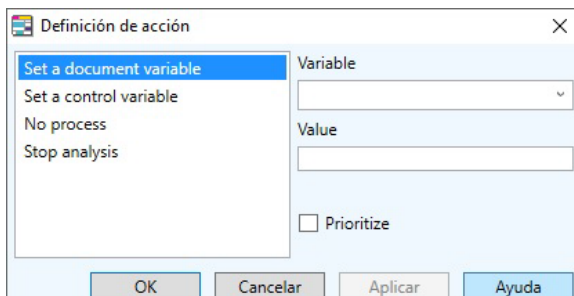 Definición de acción
Set a document variable
Set a control variable
No process
Stop analysis
Variable
Value
Prioritize
OK
Cancelar
Aplicar
Ayuda